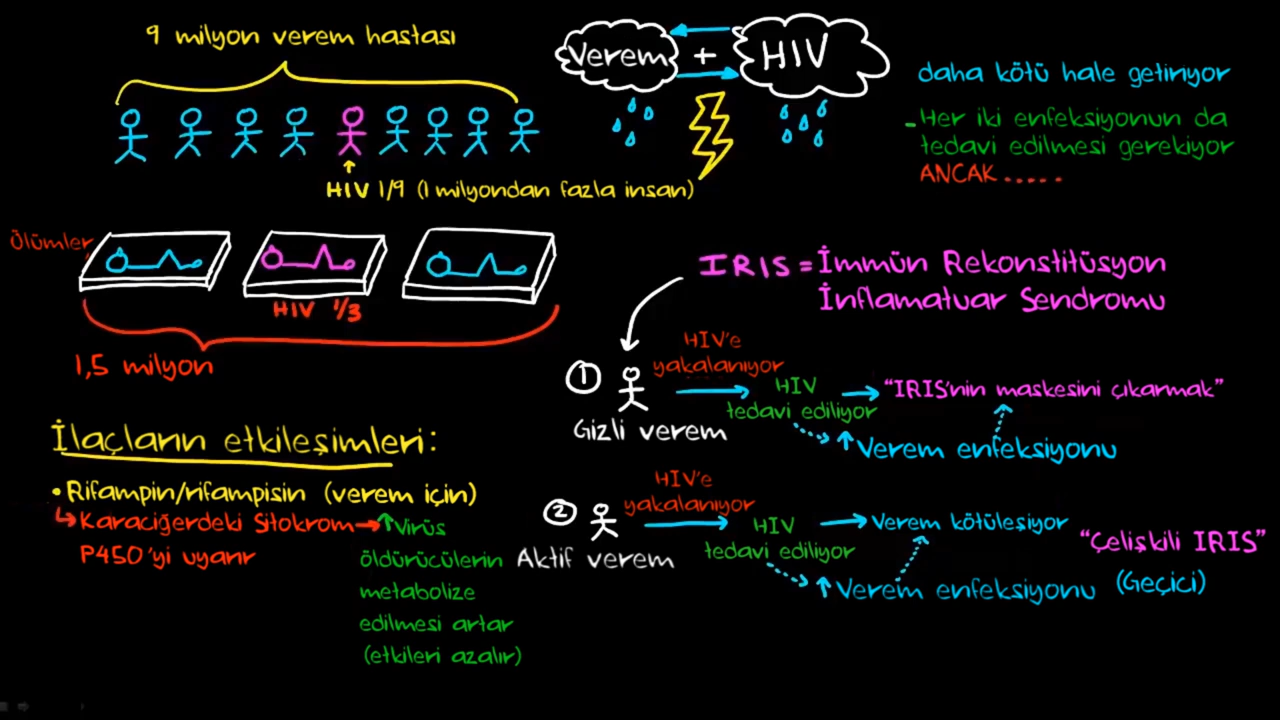 9 milyon verem hastası
HIV 1/9 (1 milyondan fazla insan)
Verem + HIV
daha kötü hale getiriyor
- Her iki enfeksiyonun da
tedavi edilmesi gerekiyor
ANCAK.....
Ölümler
HIV 1/3
1,5 milyon
IRIS = İmmün Rekonstitüsyon
İnflamatuar Sendromu
1
Gizli verem
HIV'e
yakalanıyor
HIV
tedavi ediliyor
"IRIS'nin maskesini çıkarmak"
↑ Verem enfeksiyonu
2
Aktif verem
HIV'e
yakalanıyor
HIV
tedavi ediliyor
Verem kötüleşiyor
↑ Verem enfeksiyonu
"Çelişkili IRIS"
(Geçici)
İlaçların etkileşimleri:
• Rifampin/rifampisin (verem için)
↳ Karaciğerdeki Sitokrom →
P450'yi uyarır
↑ Virüs
öldürücülerin
metabolize
edilmesi artar
(etkileri azalır)